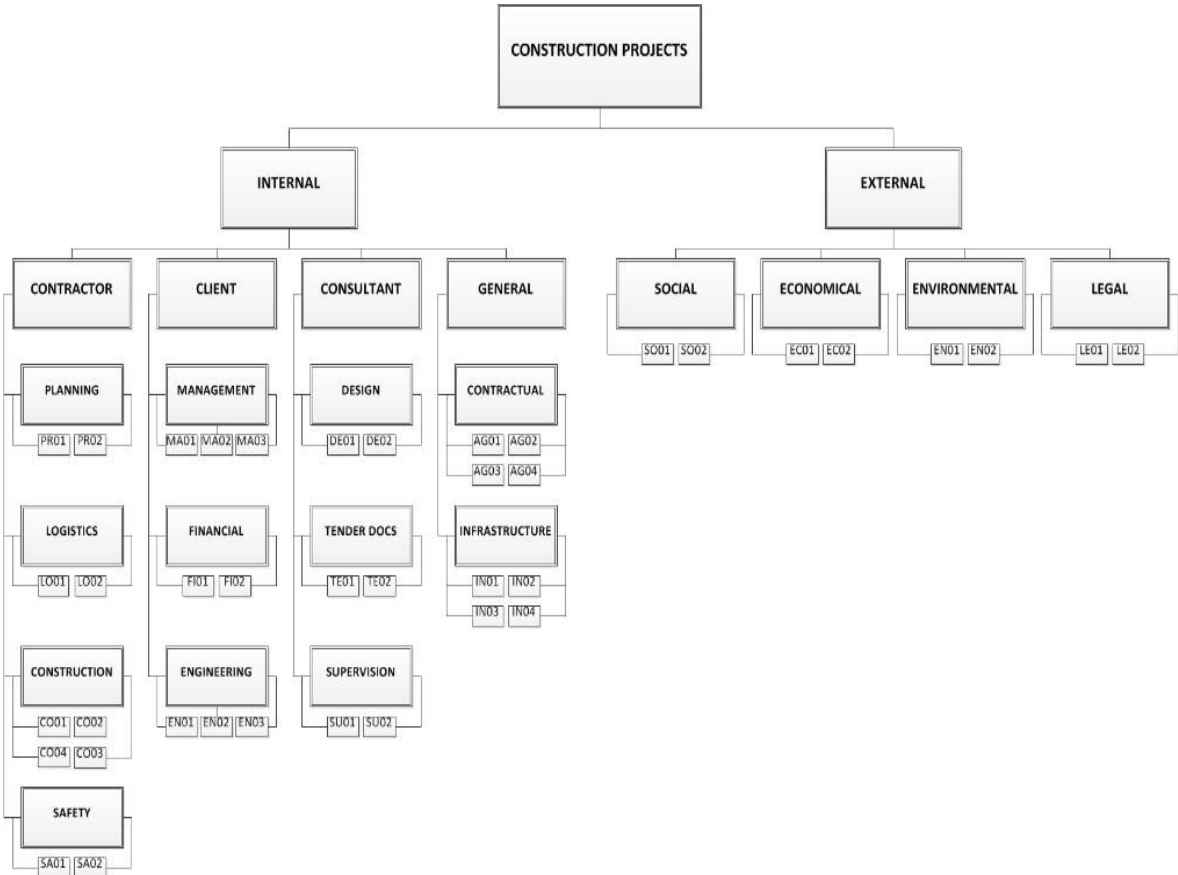 CONSTRUCTION PROJECTS
INTERNAL
EXTERNAL
CONTRACTOR
CLIENT
CONSULTANT
GENERAL
SOCIAL
ECONOMICAL
ENVIRONMENTAL
LEGAL
SO01 SO02
EC01 EC02
EN01 EN02
LE01 LE02
PLANNING
MANAGEMENT
DESIGN
CONTRACTUAL
PR01 PR02
MA01 MA02 MA03
DE01 DE02
AG01 AG02
AG03 AG04
LOGISTICS
FINANCIAL
TENDER DOCS
INFRASTRUCTURE
LO01 LO02
FI01 FI02
TE01 TE02
IN01 IN02
IN03 IN04
CONSTRUCTION
ENGINEERING
SUPERVISION
CO01 CO02
CO04 CO03
EN01 EN02 EN03
SU01 SU02
SAFETY
SA01 SA02